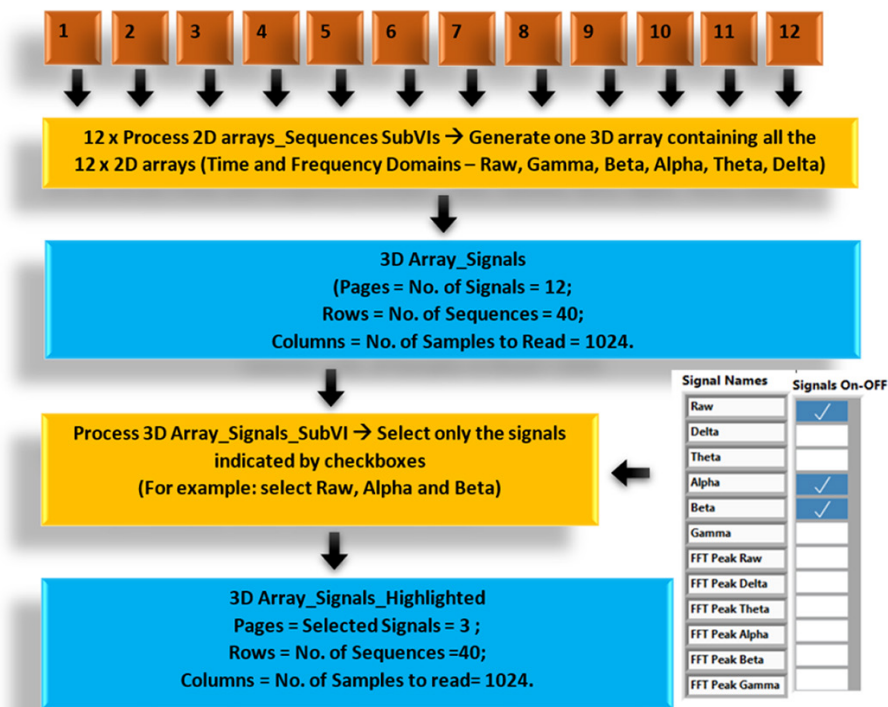 1 2 3 4 5 6 7 8 9 10 11 12
12 x Process 2D arrays_Sequences SubVIs → Generate one 3D array containing all the
12 x 2D arrays (Time and Frequency Domains – Raw, Gamma, Beta, Alpha, Theta, Delta)
3D Array_Signals
(Pages = No. of Signals = 12;
Rows = No. of Sequences = 40;
Columns = No. of Samples to Read = 1024.
Process 3D Array_Signals_SubVI → Select only the signals
indicated by checkboxes
(For example: select Raw, Alpha and Beta)
Signal Names Signals On-OFF
Raw
Delta
Theta
Alpha
Beta
Gamma
FFT Peak Raw
FFT Peak Delta
FFT Peak Theta
FFT Peak Alpha
FFT Peak Beta
FFT Peak Gamma
3D Array_Signals_Highlighted
Pages = Selected Signals = 3 ;
Rows = No. of Sequences =40;
Columns = No. of Samples to read= 1024.